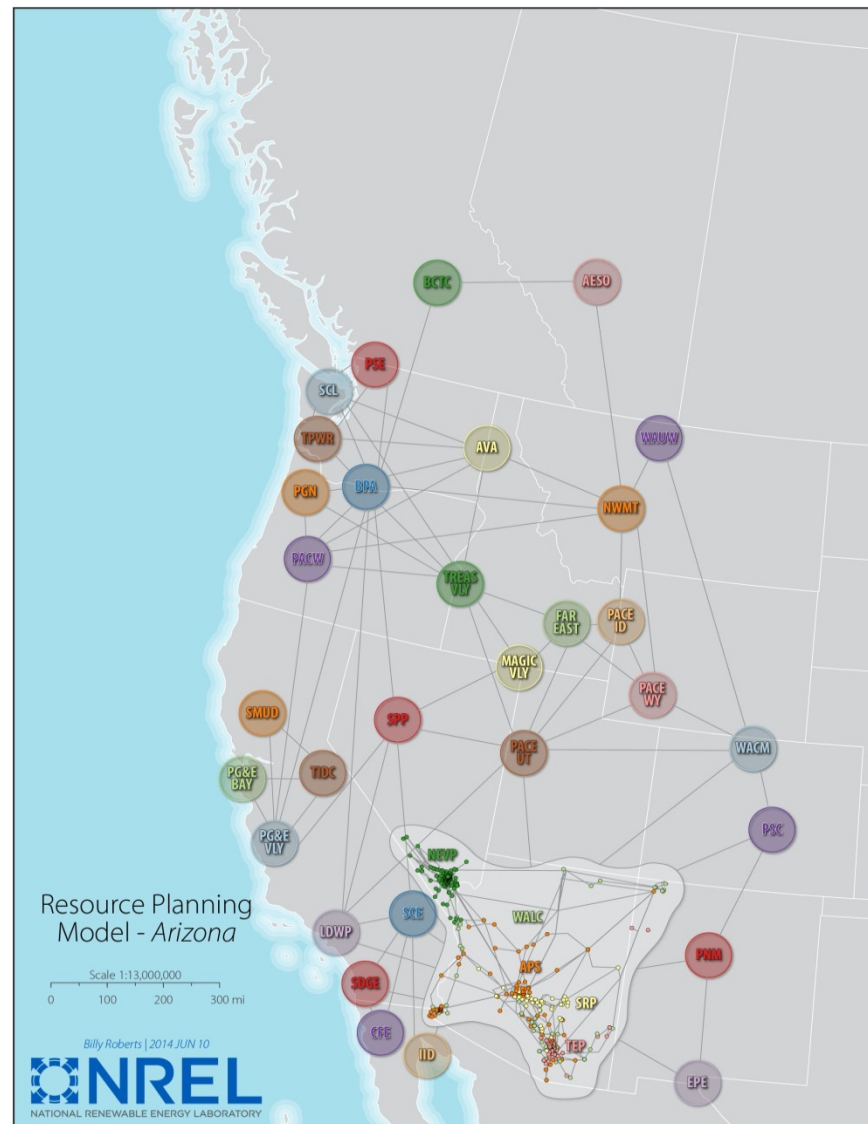 BCTC
AESO
PSE
SCL
TPWR
AVA
WAUW
PGN
BPA
NWMT
PACW
TREAS
VLY
FAR
EAST
PACE
ID
MAGIC
VLY
PACE
WY
SMUD
SPP
PACE
UT
WACM
PG&E
BAY
TIDC
PSC
PG&E
VLY
NEVP
Resource Planning
Model - Arizona
LDWP
SCE
WALC
PNM
APS
Scale 1:13,000,000
0 100 200 300 mi
SDGE
SRP
CFE
TEP
IID
EPE
Billy Roberts | 2014 JUN 10
NREL
NATIONAL RENEWABLE ENERGY LABORATORY